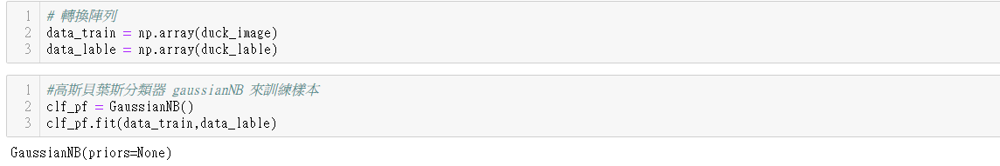 1 # 轉換陣列
2 data_train = np.array(duck_image)
3 data_lable = np.array(duck_lable)
1 #高斯貝葉斯分類器 gaussianNB 來訓練樣本
2 clf_pf = GaussianNB()
3 clf_pf.fit(data_train,data_lable)
GaussianNB(priors=None)